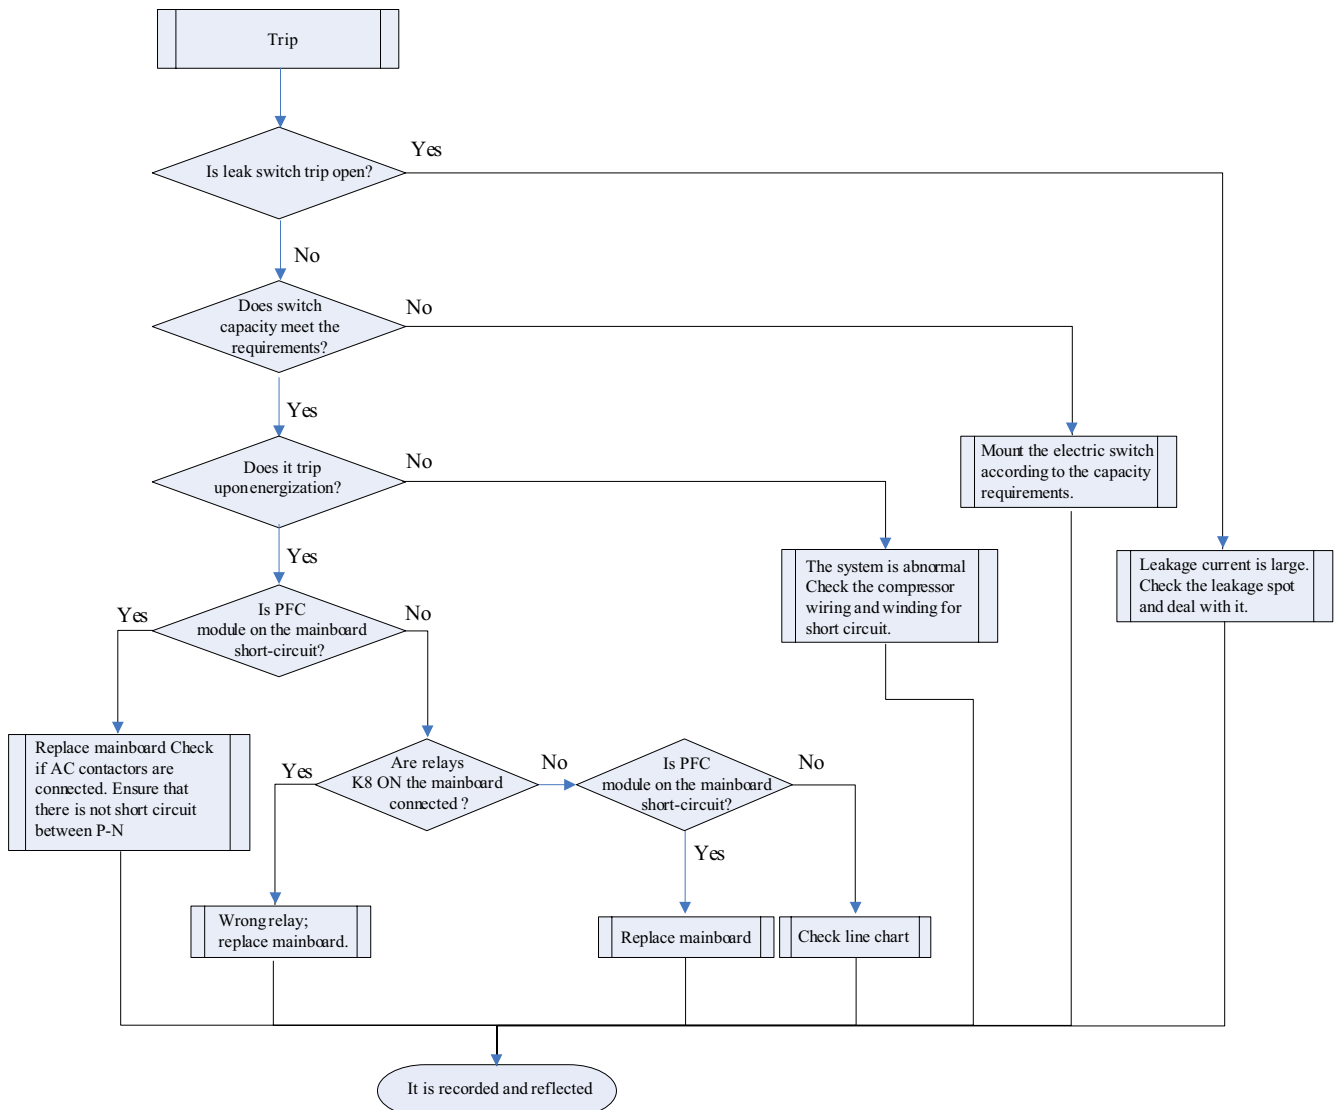 Trip
Yes
Is leak switch trip open?
No
Does switch
capacity meet the
requirements?
No
Yes
Does it trip
upon energization?
No
Mount the electric switch
according to the capacity
requirements.
Yes
The system is abnormal
Check the compressor
wiring and winding for
short circuit.
Leakage current is large.
Check the leakage spot
and deal with it.
Yes
Is PFC
module on the mainboard
short-circuit?
No
Replace mainboard Check
if AC contactors are
connected. Ensure that
there is not short circuit
between P-N
Yes
Are relays
K8 ON the mainboard
connected ?
No
Is PFC
module on the mainboard
short-circuit?
No
Yes
Wrong relay;
replace mainboard.
Replace mainboard
Check line chart
It is recorded and reflected